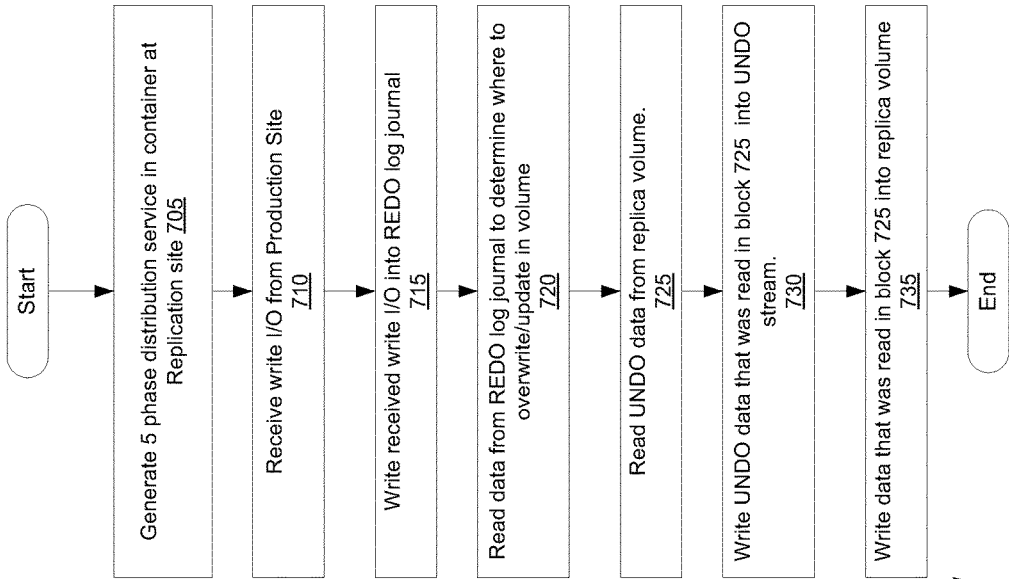 Start
Generate 5 phase distribution service in container at
Replication site 705
Receive write I/O from Production Site
710
Write received write I/O into REDO log journal
715
Read data from REDO log journal to determine where to
overwrite/update in volume
720
Read UNDO data from replica volume.
725
Write UNDO data that was read in block 725 into UNDO
stream.
730
Write data that was read in block 725 into replica volume
735
End